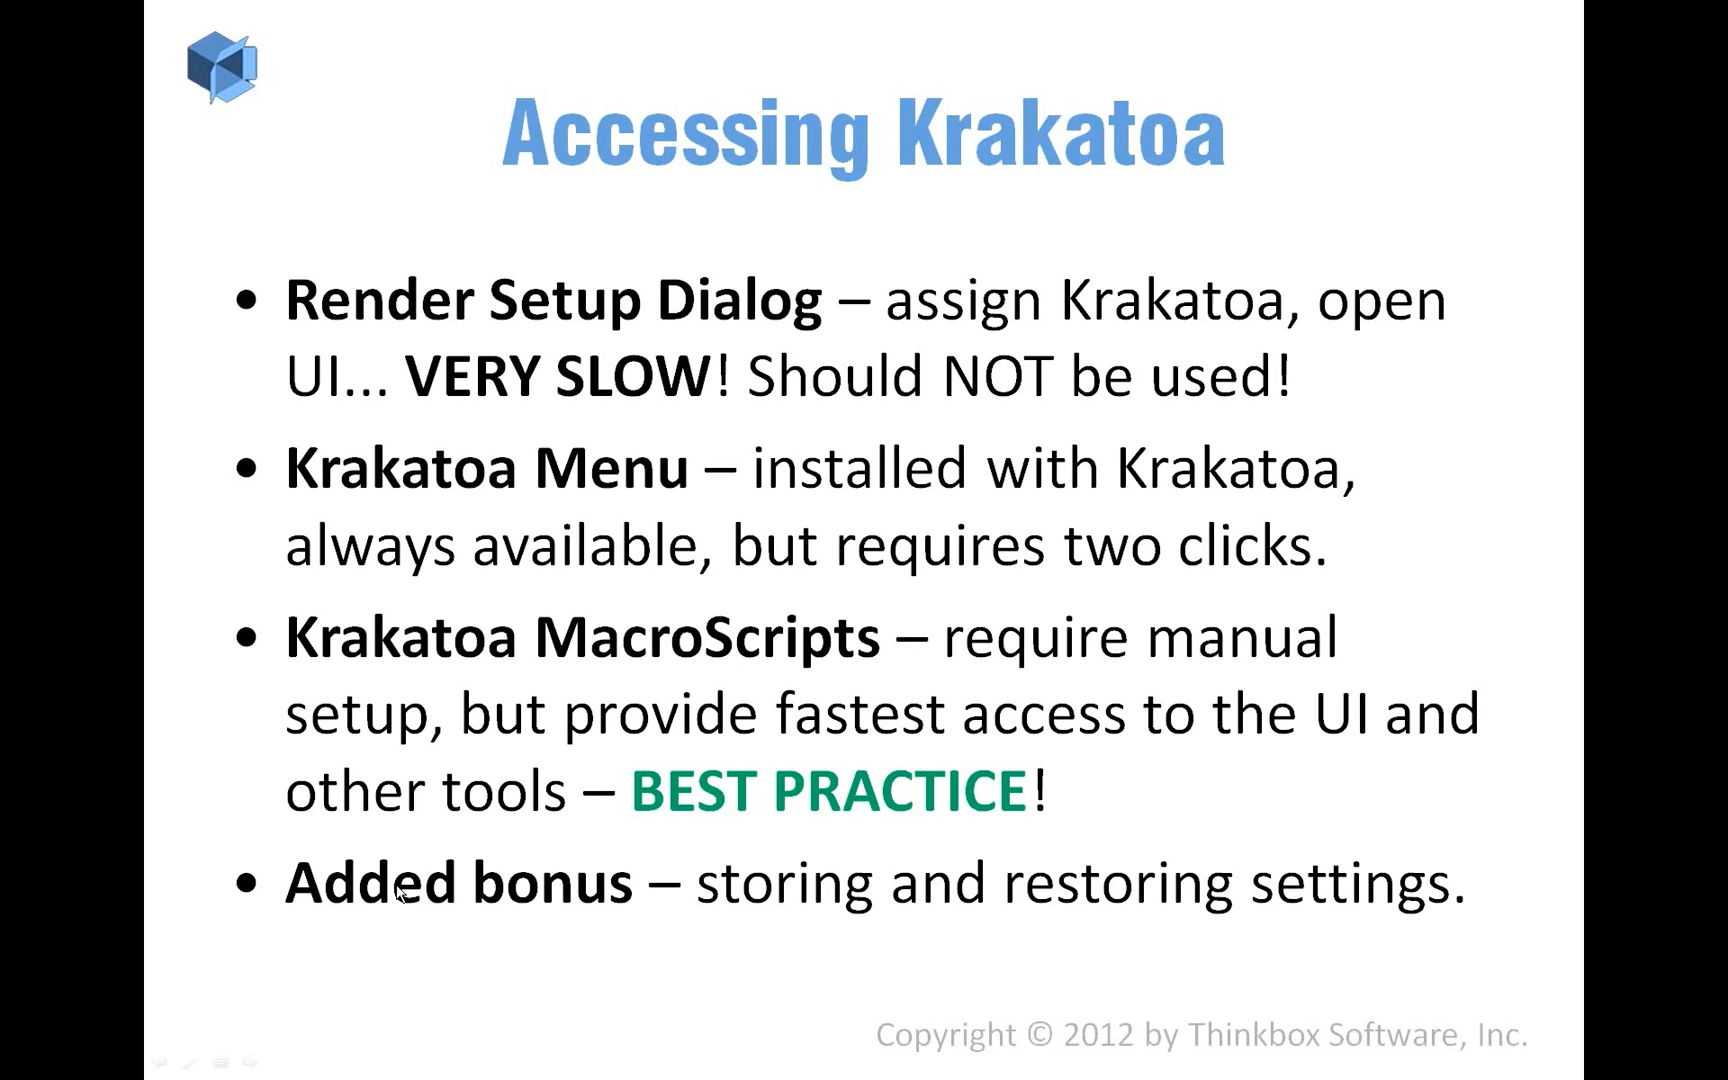 Accessing Krakatoa
• Render Setup Dialog – assign Krakatoa, open
UI... VERY SLOW! Should NOT be used!
• Krakatoa Menu – installed with Krakatoa,
always available, but requires two clicks.
• Krakatoa MacroScripts – require manual
setup, but provide fastest access to the UI and
other tools – BEST PRACTICE!
• Added bonus – storing and restoring settings.
Copyright © 2012 by Thinkbox Software, Inc.